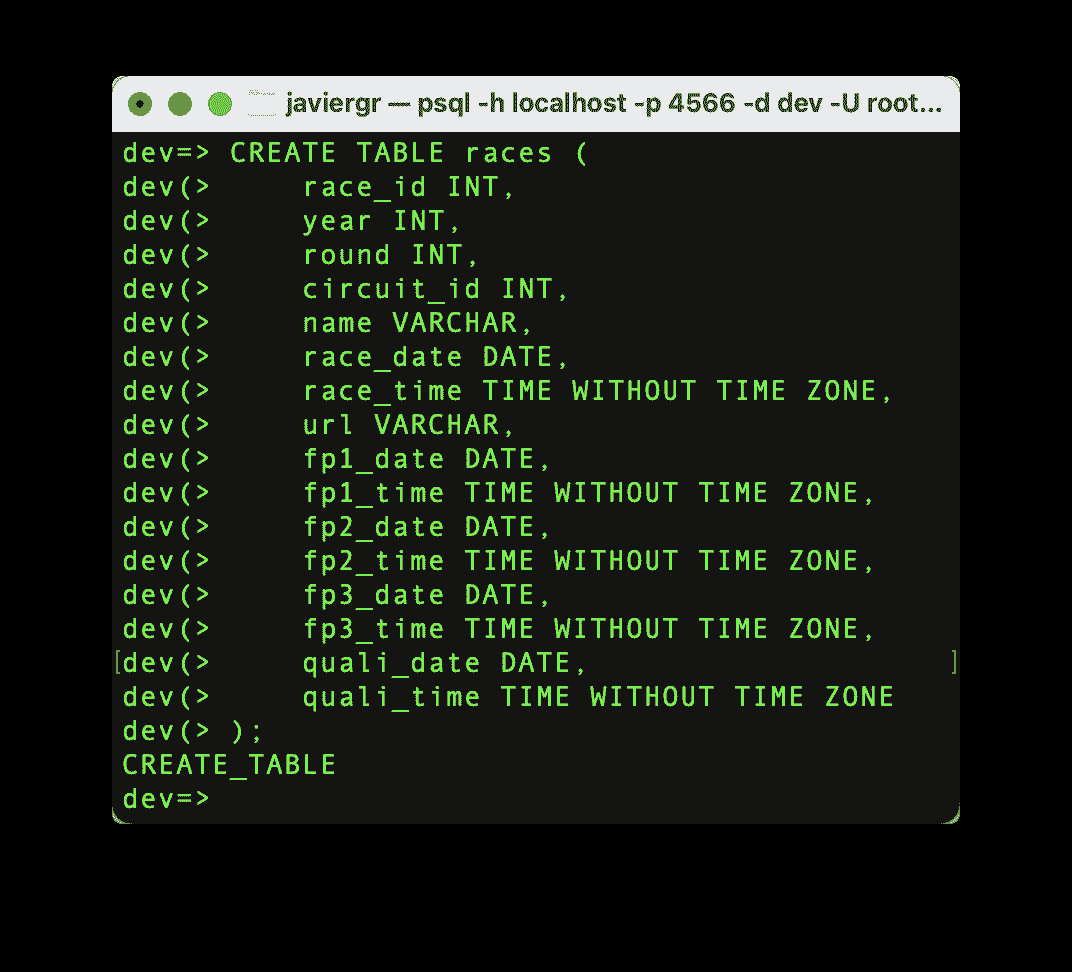 javiergr — psql -h localhost -p 4566 -d dev -U root...
dev=> CREATE TABLE races (
dev(>     race_id INT,
dev(>     year INT,
dev(>     round INT,
dev(>     circuit_id INT,
dev(>     name VARCHAR,
dev(>     race_date DATE,
dev(>     race_time TIME WITHOUT TIME ZONE,
dev(>     url VARCHAR,
dev(>     fp1_date DATE,
dev(>     fp1_time TIME WITHOUT TIME ZONE,
dev(>     fp2_date DATE,
dev(>     fp2_time TIME WITHOUT TIME ZONE,
dev(>     fp3_date DATE,
dev(>     fp3_time TIME WITHOUT TIME ZONE,
[dev(>     quali_date DATE,                    ]
dev(>     quali_time TIME WITHOUT TIME ZONE
dev(> );
CREATE_TABLE
dev=>